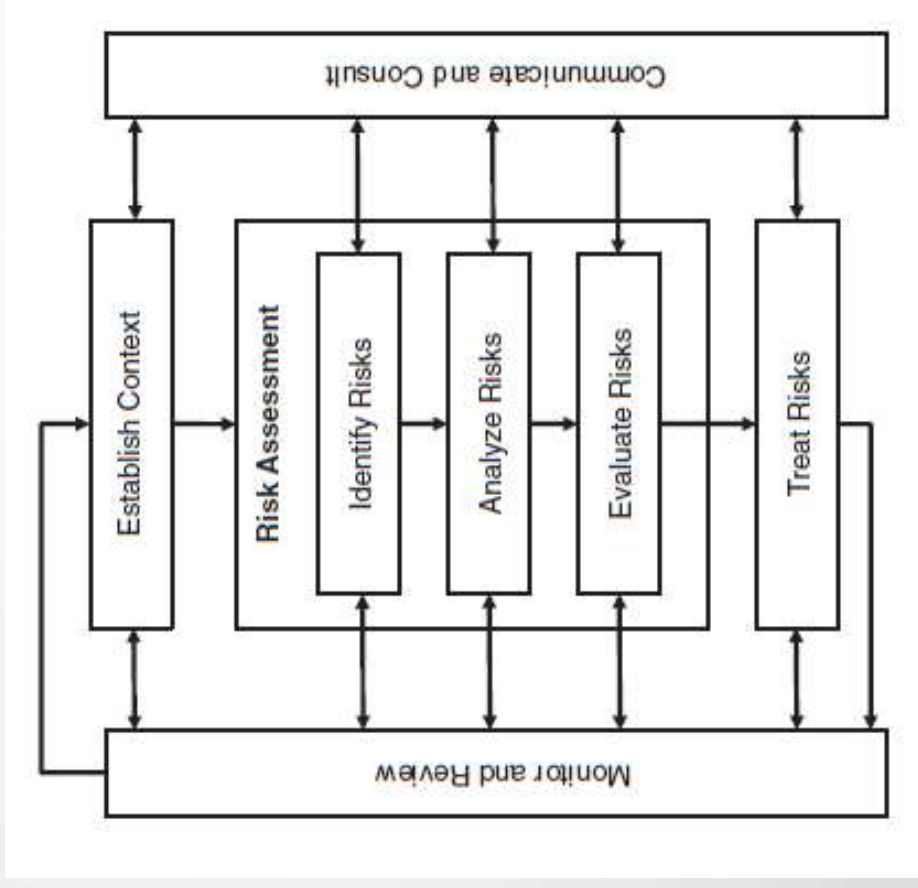 Communicate and Consult
Establish Context
Risk Assessment
Identify Risks
Analyze Risks
Evaluate Risks
Treat Risks
Monitor and Review